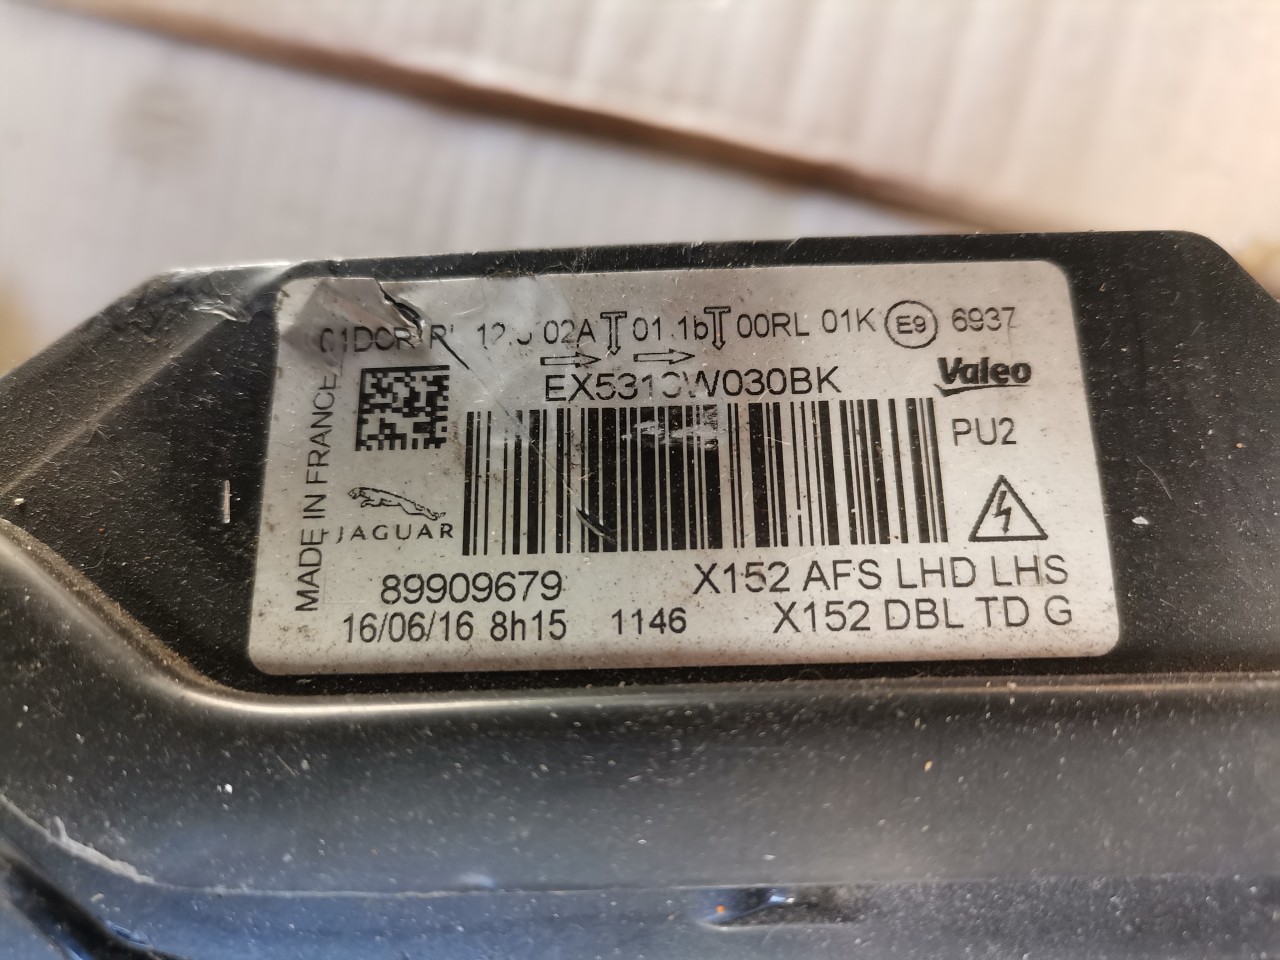 02A 01.1b 00RL 01K E9 6937
Valeo
PU2
MADE IN FRANCE
JAGUAR
89909679
X152 AFS LHD LHS
16/06/16 8h15 1146
X152 DBL TD G